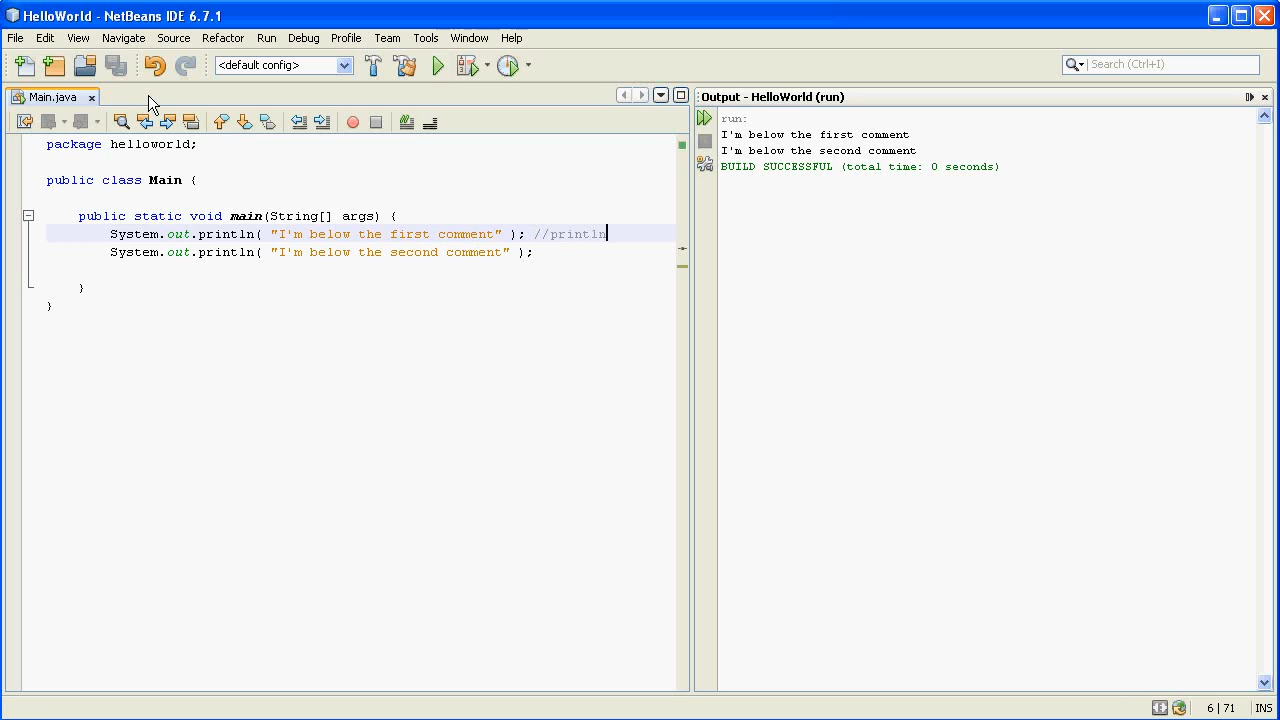 HelloWorld - NetBeans IDE 6.7.1
File Edit View Navigate Source Refactor Run Debug Profile Team Tools Window Help
<default config>
Search (Ctrl+I)
Main.java
package helloworld;
public class Main {
public static void main(String[] args) {
System.out.println( "I'm below the first comment" ); //println
System.out.println( "I'm below the second comment" );
}
}
Output - HelloWorld (run)
run:
I'm below the first comment
I'm below the second comment
BUILD SUCCESSFUL (total time: 0 seconds)
6 | 71 INS